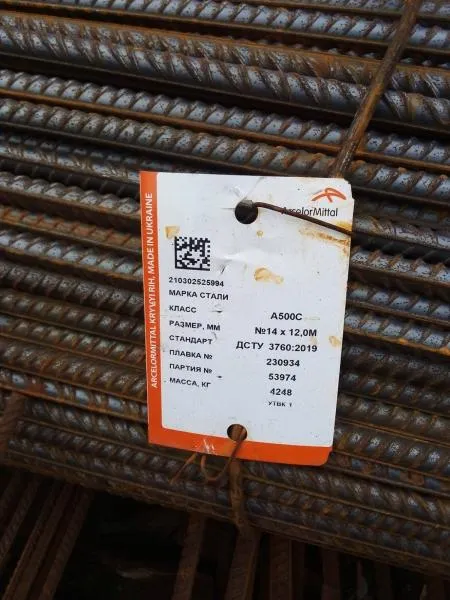 ArcelorMittal
ARCELORMITTAL KRYVYI RIH, MADE IN UKRAINE
210302525994
МАРКА СТАЛИ
КЛАСС A500C
РАЗМЕР, ММ №14 x 12,0М
СТАНДАРТ ДСТУ 3760:2019
ПЛАВКА № 230934
ПАРТИЯ № 53974
МАССА, КГ 4248
УТВК 1